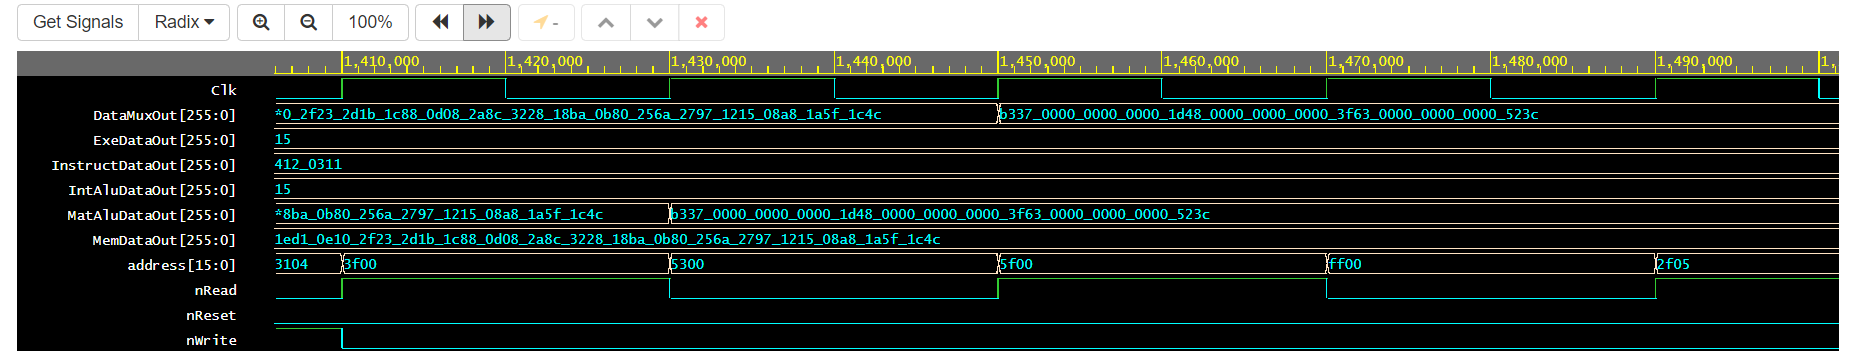 Get Signals Radix 100% -
1,410,000 1,420,000 1,430,000 1,440,000 1,450,000 1,460,000 1,470,000 1,480,000 1,490,000 1,
Clk
DataMuxOut[255:0] *0_2f23_2d1b_1c88_0d08_2a8c_3228_18ba_0b80_256a_2797_1215_08a8_1a5f_1c4c b337_0000_0000_0000_1d48_0000_0000_0000_3f63_0000_0000_0000_523c
ExeDataOut[255:0] 15
InstructDataOut[255:0] 412_0311
IntAluDataOut[255:0] 15
MatAluDataOut[255:0] *8ba_0b80_256a_2797_1215_08a8_1a5f_1c4c b337_0000_0000_0000_1d48_0000_0000_0000_3f63_0000_0000_0000_523c
MemDataOut[255:0] 1ed1_0e10_2f23_2d1b_1c88_0d08_2a8c_3228_18ba_0b80_256a_2797_1215_08a8_1a5f_1c4c
address[15:0] 3104 3f00 5300 5f00 ff00 2f05
nRead
nReset
nWrite